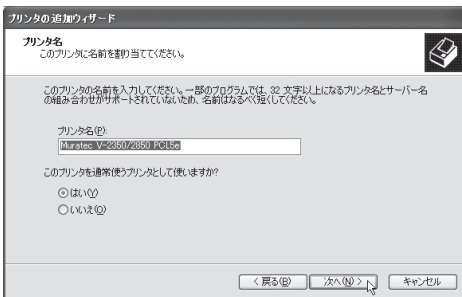 プリンタの追加ウィザード
プリンタ名
このプリンタに名前を割り当ててください。
このプリンタの名前を入力してください。一部のプログラムでは、32 文字以上になるプリンタ名とサーバー名
の組み合わせがサポートされていないため、名前はなるべく短くしてください。
プリンタ名(P):
Muratec V-2350/2850 PCL5e
このプリンタを通常使うプリンタとして使いますか?
はい(Y)
いいえ(O)
< 戻る(B)
次へ(N) >
キャンセル